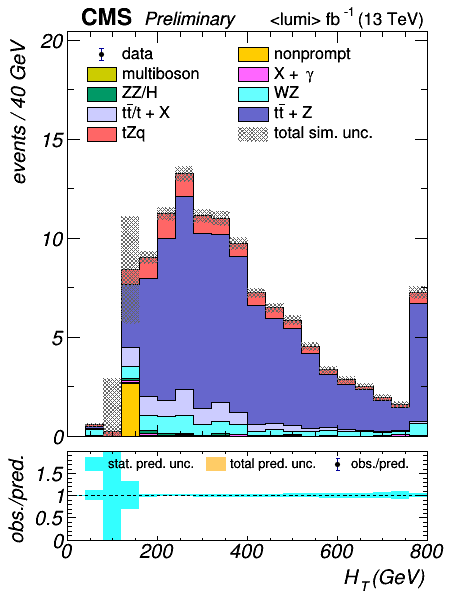 CMS Preliminary <lumi> fb⁻¹ (13 TeV)
events / 40 GeV
20
15
10
5
0
data
nonprompt
multiboson
X + γ
ZZ/H
WZ
tt̄/t + X
tt̄ + Z
tZq
total sim. unc.
obs./pred.
1.5
1
0.5
0
stat. pred. unc.
total pred. unc.
obs./pred.
0 200 400 600 800
H_T (GeV)